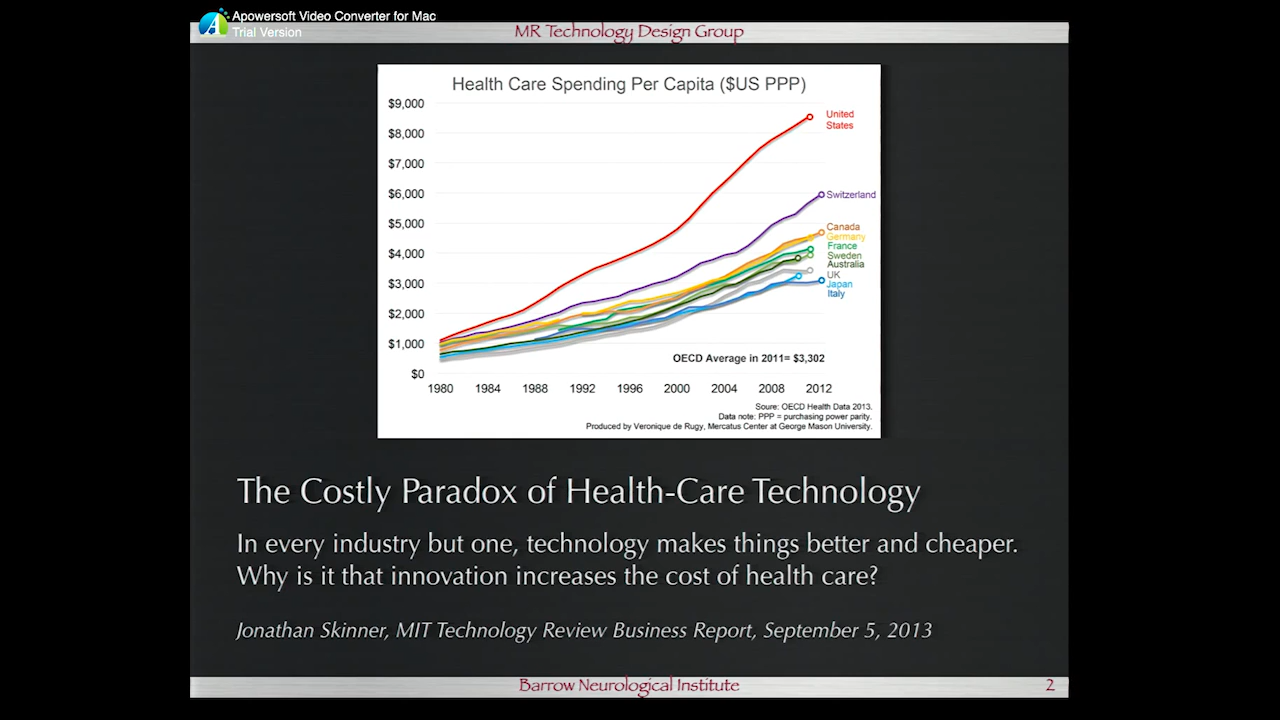 Apowersoft Video Converter for Mac
Trial Version
MR Technology Design Group
Health Care Spending Per Capita ($US PPP)
$9,000
$8,000
$7,000
$6,000
$5,000
$4,000
$3,000
$2,000
$1,000
$0
United
States
Switzerland
Canada
Germany
France
Sweden
Australia
UK
Japan
Italy
OECD Average in 2011= $3,302
1980 1984 1988 1992 1996 2000 2004 2008 2012
Soure: OECD Health Data 2013.
Data note: PPP = purchasing power parity.
Produced by Veronique de Rugy, Mercatus Center at George Mason University.
The Costly Paradox of Health-Care Technology
In every industry but one, technology makes things better and cheaper.
Why is it that innovation increases the cost of health care?
Jonathan Skinner, MIT Technology Review Business Report, September 5, 2013
Barrow Neurological Institute
2